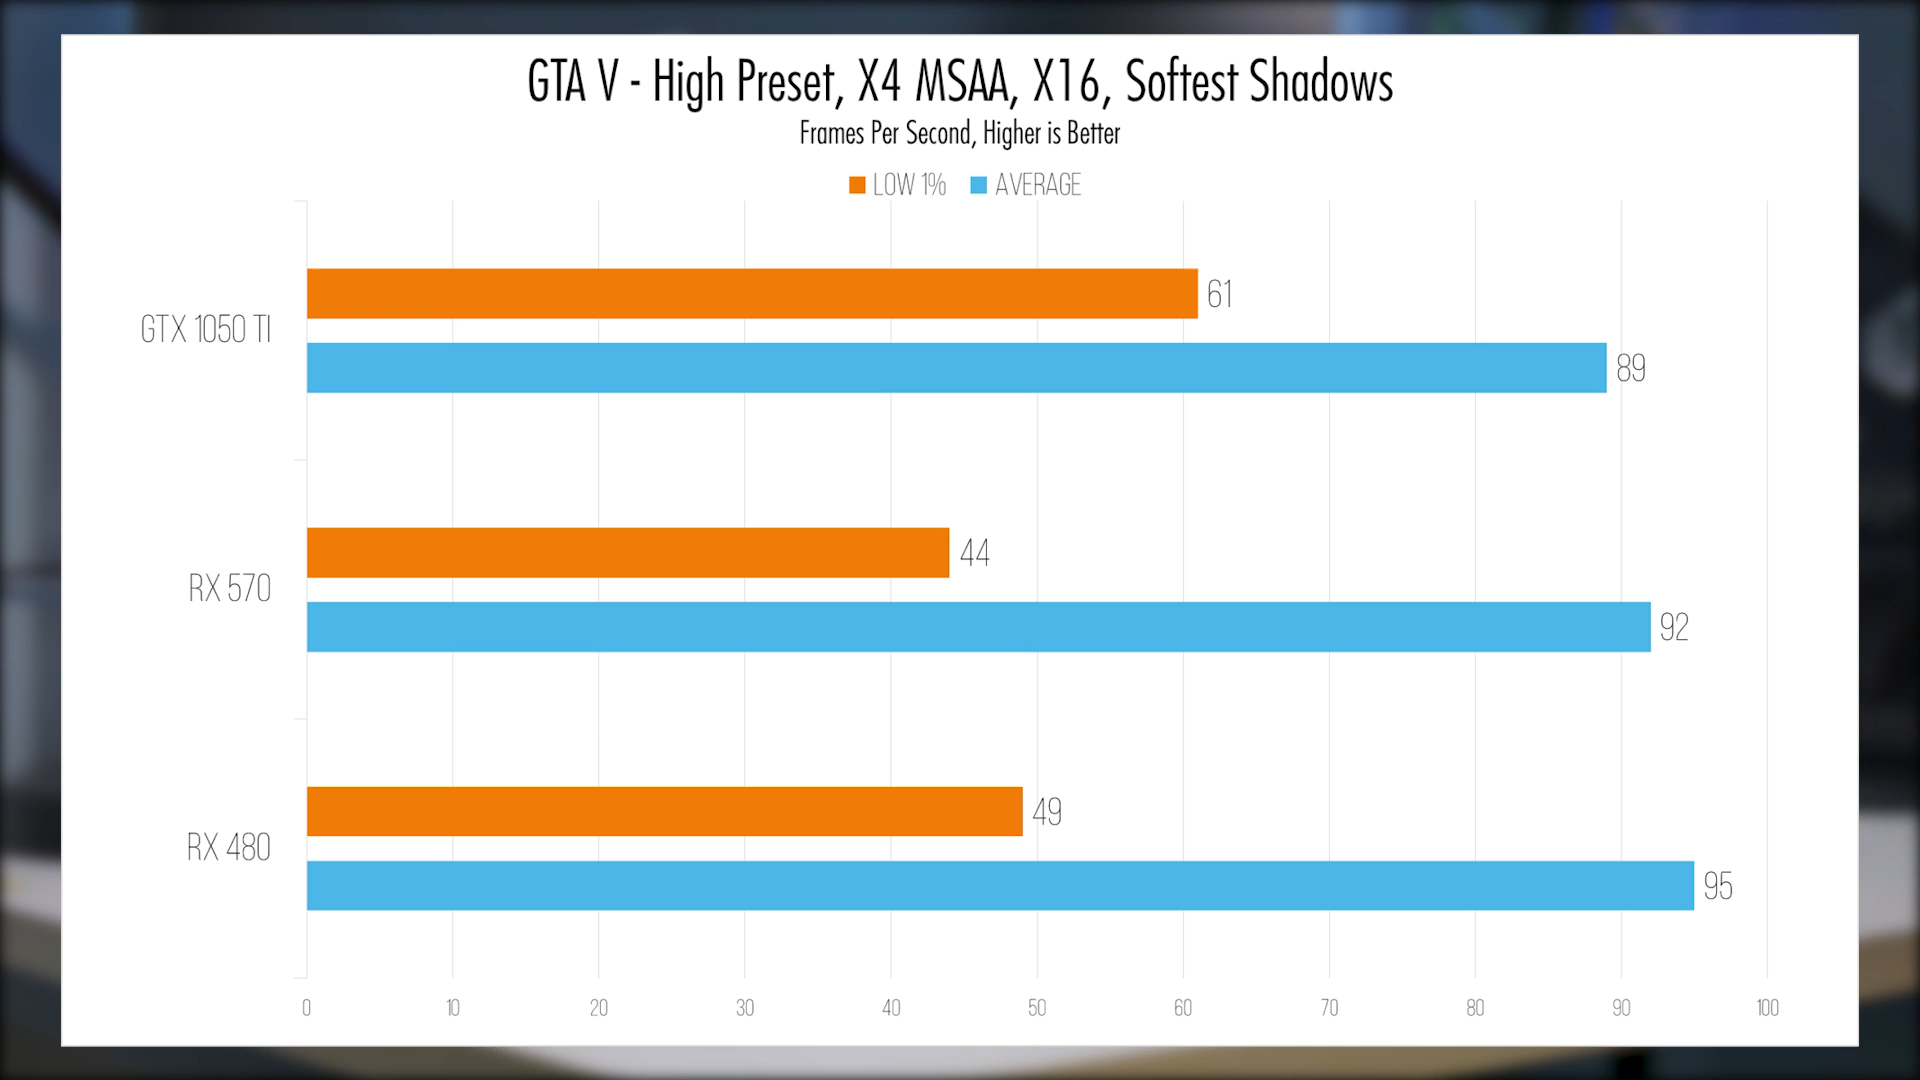 GTA V - High Preset, X4 MSAA, X16, Softest Shadows
Frames Per Second, Higher is Better
LOW 1% AVERAGE
GTX 1050 TI
61
89
RX 570
44
92
RX 480
49
95
0 10 20 30 40 50 60 70 80 90 100